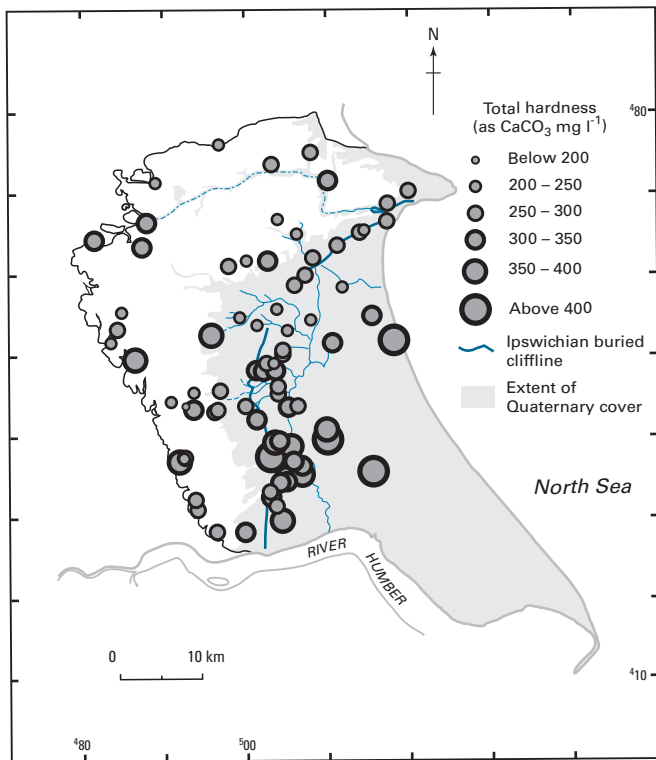 N
⁴80
Total hardness
(as CaCO₃ mg l⁻¹)
Below 200
200 – 250
250 – 300
300 – 350
350 – 400
Above 400
Ipswichian buried
cliffline
Extent of
Quaternary cover
North Sea
RIVER HUMBER
0 10 km
⁴10
⁴80 ⁵00